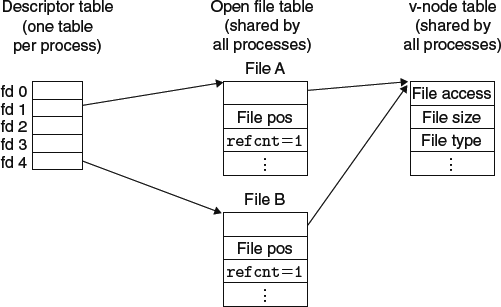 Descriptor table
(one table
per process)
Open file table
(shared by
all processes)
v-node table
(shared by
all processes)
fd 0
fd 1
fd 2
fd 3
fd 4
File A
File pos
refcnt=1
⋮
File B
File pos
refcnt=1
⋮
File access
File size
File type
⋮